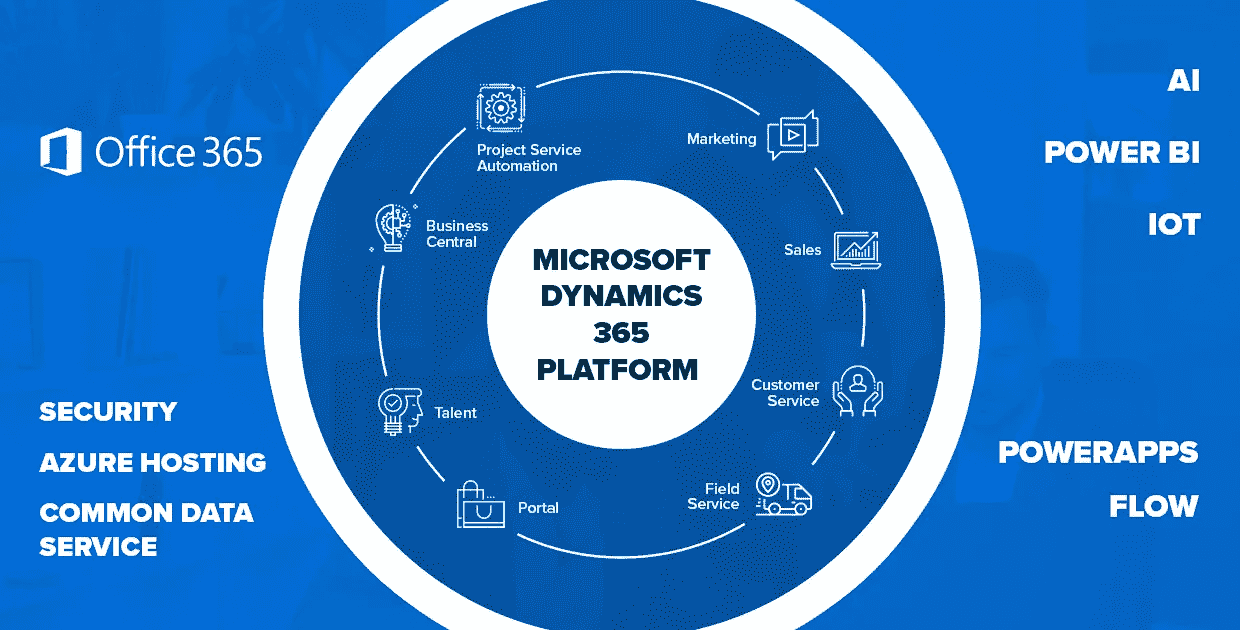 Office 365
SECURITY
AZURE HOSTING
COMMON DATA
SERVICE
Project Service
Automation
Business
Central
Talent
Portal
MICROSOFT
DYNAMICS
365
PLATFORM
Marketing
Sales
Customer
Service
Field
Service
AI
POWER BI
IOT
POWERAPPS
FLOW